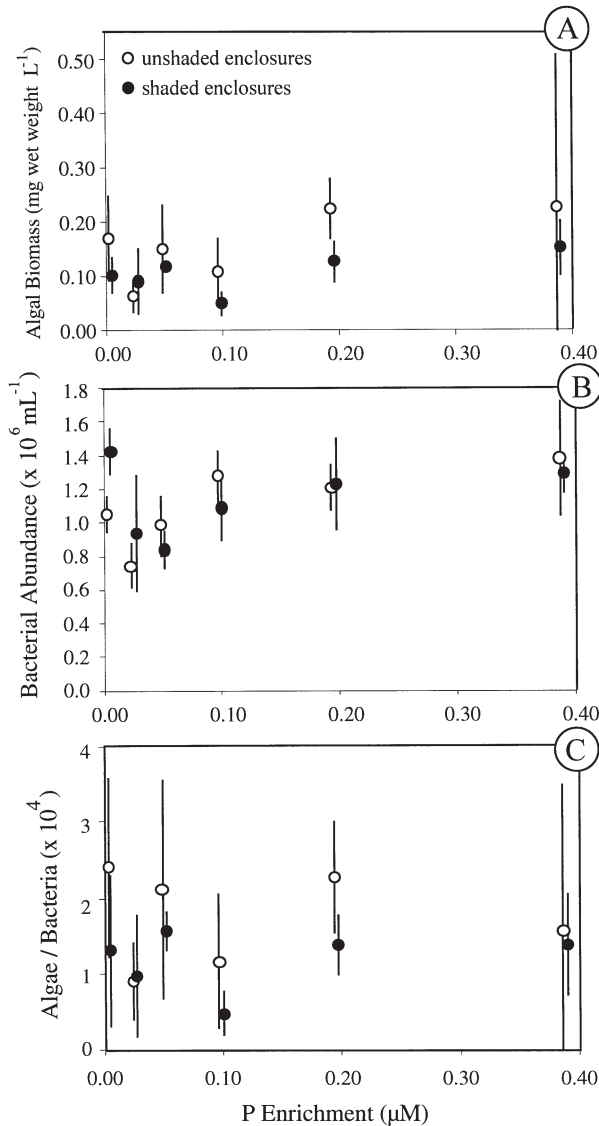 A
Algal Biomass (mg wet weight L⁻¹)
0.50
0.40
0.30
0.20
0.10
0.00
unshaded enclosures
shaded enclosures
0.00 0.10 0.20 0.30 0.40
B
Bacterial Abundance (x 10⁶ mL⁻¹)
1.8
1.6
1.4
1.2
1.0
0.8
0.6
0.4
0.2
0.0
0.00 0.10 0.20 0.30 0.40
C
Algae / Bacteria (x 10⁴)
4
3
2
1
0
0.00 0.10 0.20 0.30 0.40
P Enrichment (µM)